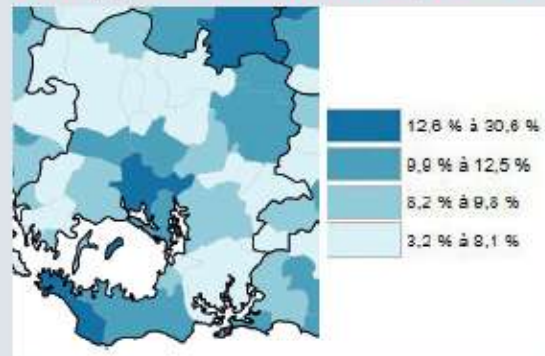 12,6 % à 30,6 %
9,9 % à 12,5 %
8,2 % à 9,8 %
3,2 % à 8,1 %